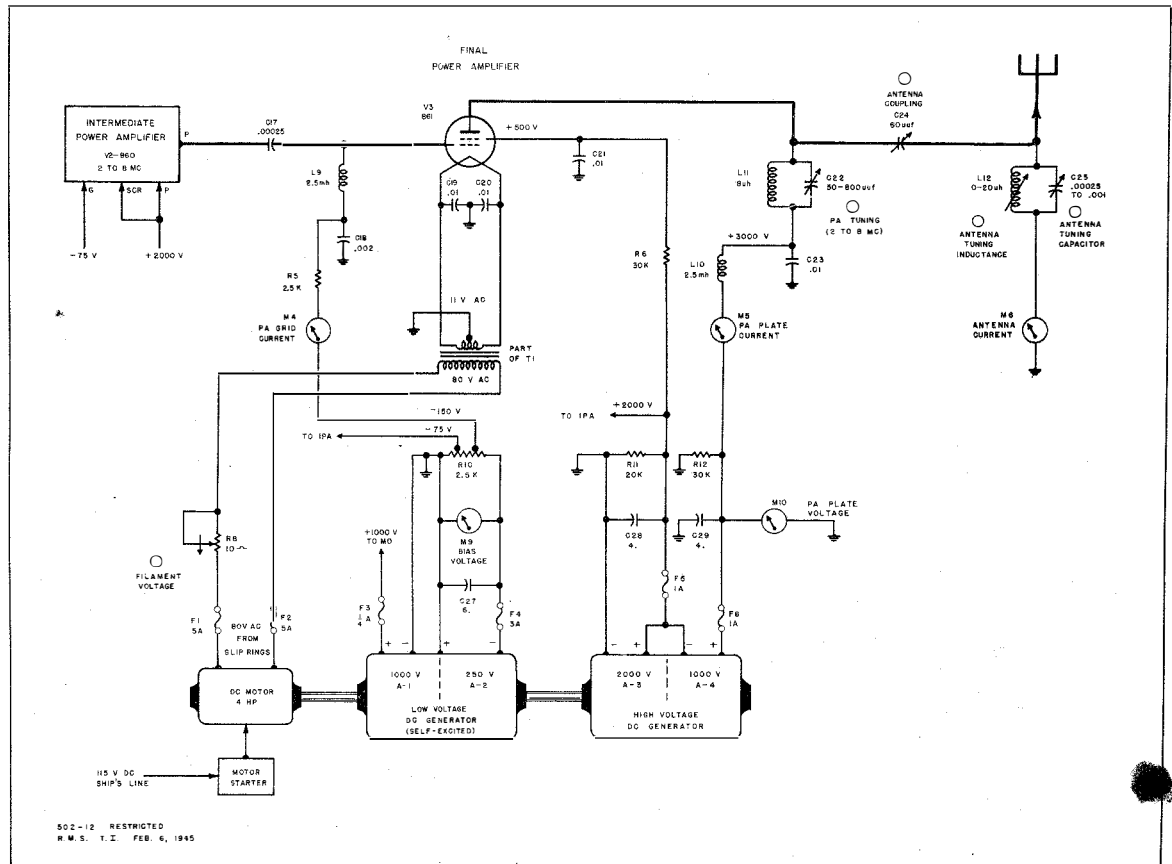 FINAL
POWER AMPLIFIER
INTERMEDIATE
POWER AMPLIFIER
V2-860
2 TO 8 MC
P
G
SCR
P
-75 V
+2000 V
C17
.00025
L9
2.5mh
C18
.002
R5
2.5K
M4
PA GRID
CURRENT
V3
861
+500 V
C19
.01
C20
.01
C21
.01
11 V AC
PART
OF T1
80 V AC
-150 V
-75 V
TO IPA
R10
2.5 K
R6
30K
+2000 V
TO IPA
ANTENNA
COUPLING
C24
60uuf
L11
8uh
C22
50-800uuf
PA TUNING
(2 TO 8 MC)
+3000 V
L10
2.5mh
C23
.01
M5
PA PLATE
CURRENT
L12
0-20uh
C25
.00025
TO .001
ANTENNA
TUNING
INDUCTANCE
ANTENNA
TUNING
CAPACITOR
M6
ANTENNA
CURRENT
R11
20K
R12
30K
M10
PA PLATE
VOLTAGE
C28
4.
C29
4.
R8
10
FILAMENT
VOLTAGE
+1000 V
TO MO
M9
BIAS
VOLTAGE
C27
6.
F1
5A
F2
5A
80V AC
FROM
SLIP RINGS
F3
1/4 A
F4
3A
F5
1A
F6
1A
+ - + -
- + - +
DC MOTOR
4 HP
1000 V
A-1
250 V
A-2
LOW VOLTAGE
DC GENERATOR
(SELF-EXCITED)
2000 V
A-3
1000 V
A-4
HIGH VOLTAGE
DC GENERATOR
115 V DC
SHIP'S LINE
MOTOR
STARTER
502-12 RESTRICTED
R.M.S. T.I. FEB. 6, 1945